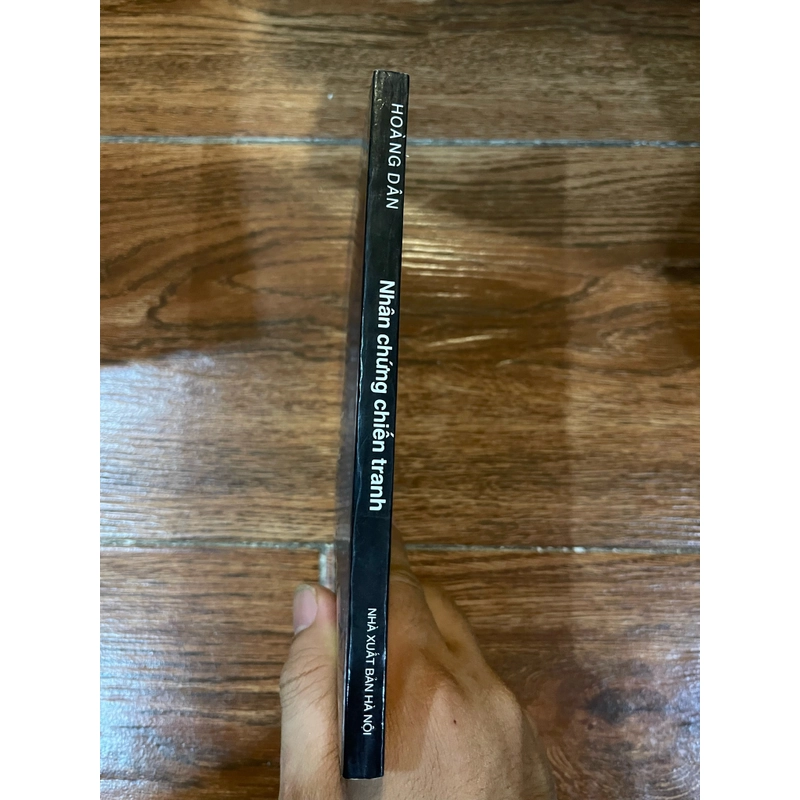 HOÀNG DÂN
Nhân chứng chiến tranh
NHÀ XUẤT BẢN HÀ NỘI